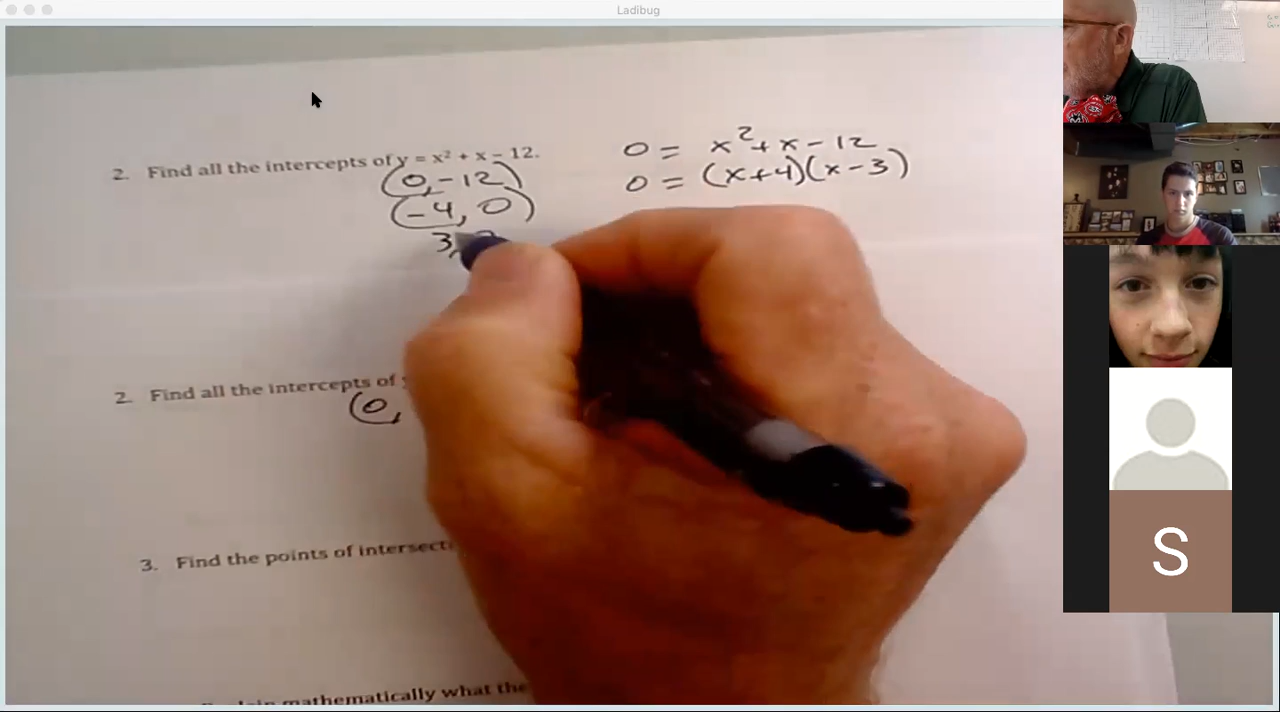 Ladibug
2. Find all the intercepts of y = x² + x - 12.
(0, -12)
(-4, 0)
3,
0 = x² + x - 12
0 = (x+4)(x-3)
2. Find all the intercepts of
(0,
3. Find the points of
mathematically what the
S